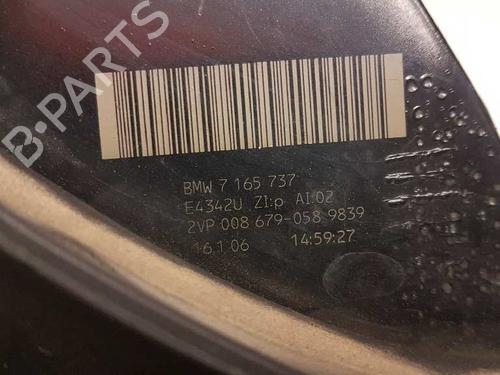 B-PARTS
BMW 7 165 737
E4342U ZI:p AI:02
2VP 008 679-058 9839
16.1.06 14:59:27